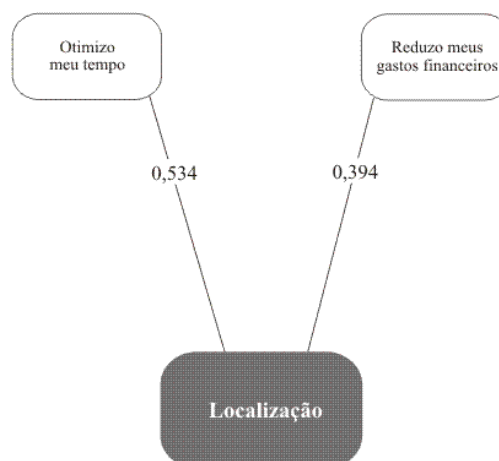 Otimizo
meu tempo
Reduzo meus
gastos financeiros
0,534
0,394
Localização